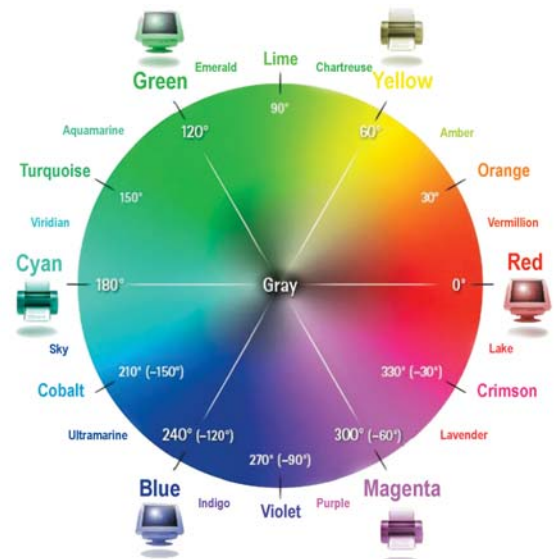 Lime
Emerald
Chartreuse
Green
Yellow
90°
120°
60°
Aquamarine
Amber
Turquoise
Orange
150°
30°
Viridian
Vermillion
Cyan
Red
180°
Gray
0°
Sky
Lake
210° (–150°)
330° (–30°)
Cobalt
Crimson
Ultramarine
240° (–120°)
300° (–60°)
Lavender
270° (–90°)
Blue
Indigo
Violet
Purple
Magenta